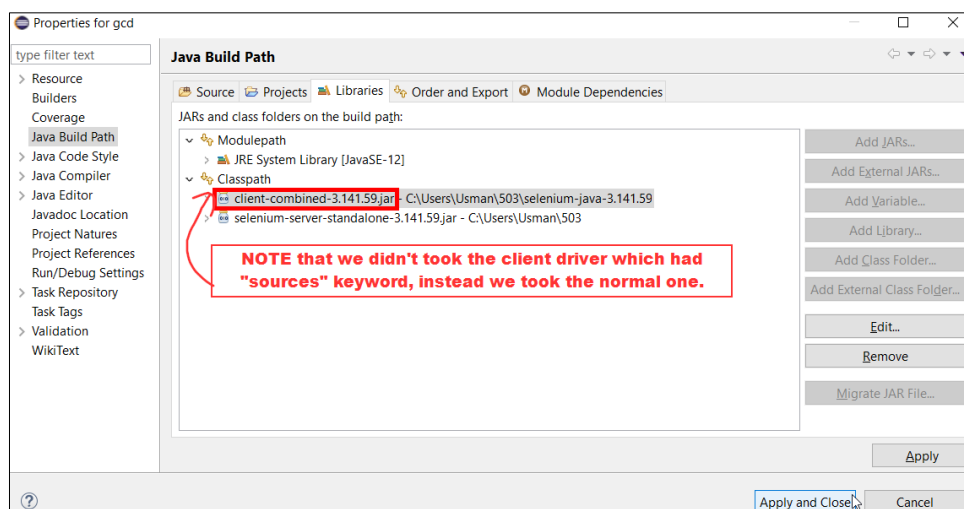 Properties for gcd
type filter text
Resource
Builders
Coverage
Java Build Path
Java Code Style
Java Compiler
Java Editor
Javadoc Location
Project Natures
Project References
Run/Debug Settings
Task Repository
Task Tags
Validation
WikiText
Java Build Path
Source Projects Libraries Order and Export Module Dependencies
JARs and class folders on the build path:
Modulepath
JRE System Library [JavaSE-12]
Classpath
client-combined-3.141.59.jar - C:\Users\Usman\503\selenium-java-3.141.59
selenium-server-standalone-3.141.59.jar - C:\Users\Usman\503
NOTE that we didn't took the client driver which had
"sources" keyword, instead we took the normal one.
Add JARs...
Add External JARs...
Add Variable...
Add Library...
Add Class Folder...
Add External Class Folder...
Edit...
Remove
Migrate JAR File...
Apply
Apply and Close
Cancel